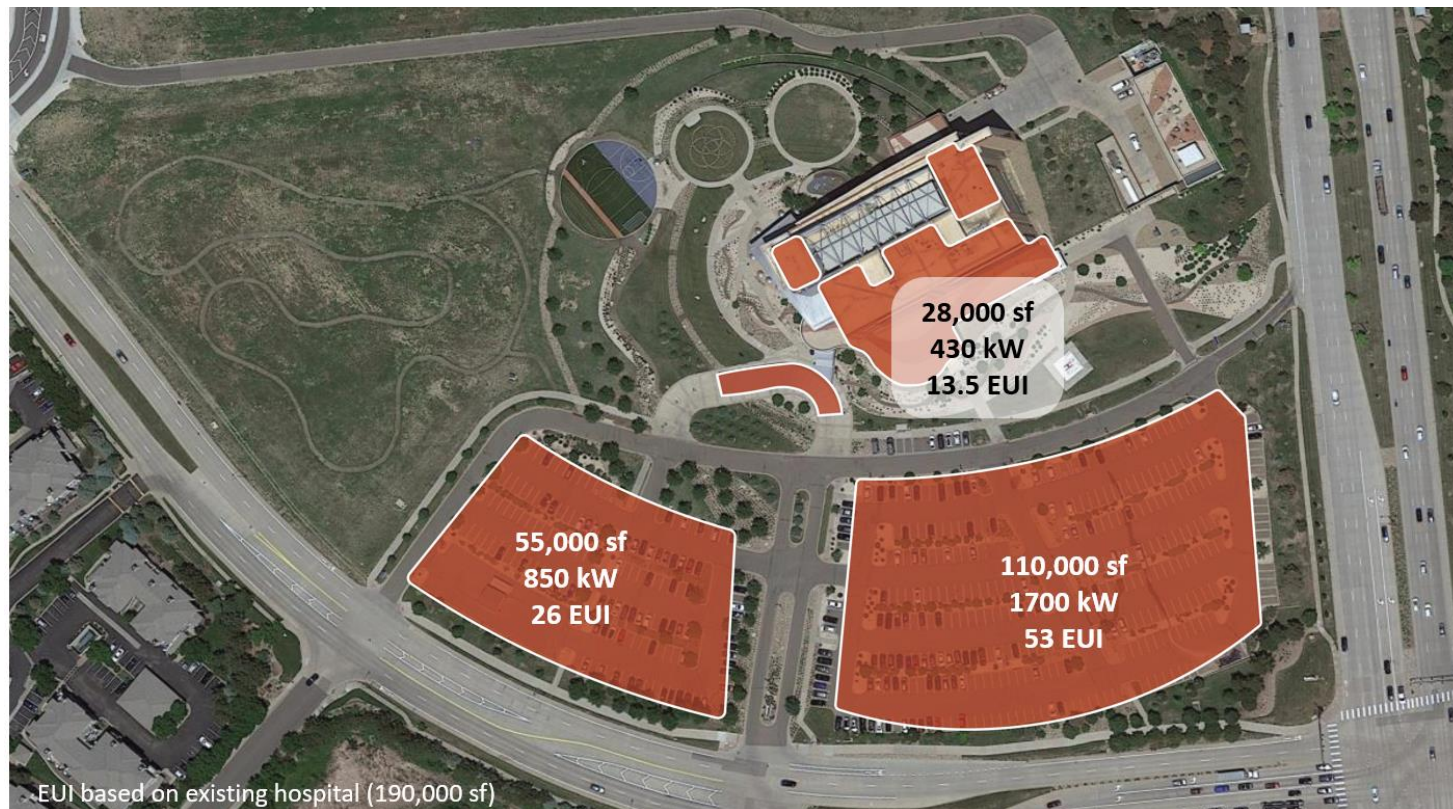 28,000 sf
430 kW
13.5 EUI
55,000 sf
850 kW
26 EUI
110,000 sf
1700 kW
53 EUI
EUI based on existing hospital (190,000 sf)